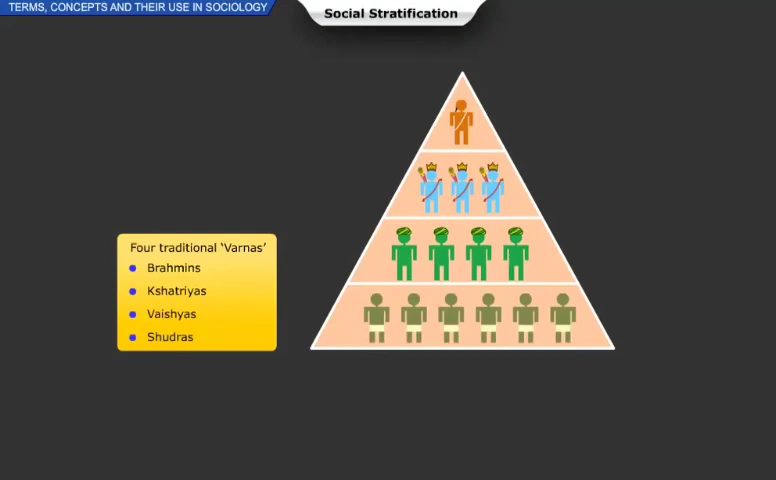 TERMS, CONCEPTS AND THEIR USE IN SOCIOLOGY
Social Stratification
Four traditional ‘Varnas’
Brahmins
Kshatriyas
Vaishyas
Shudras